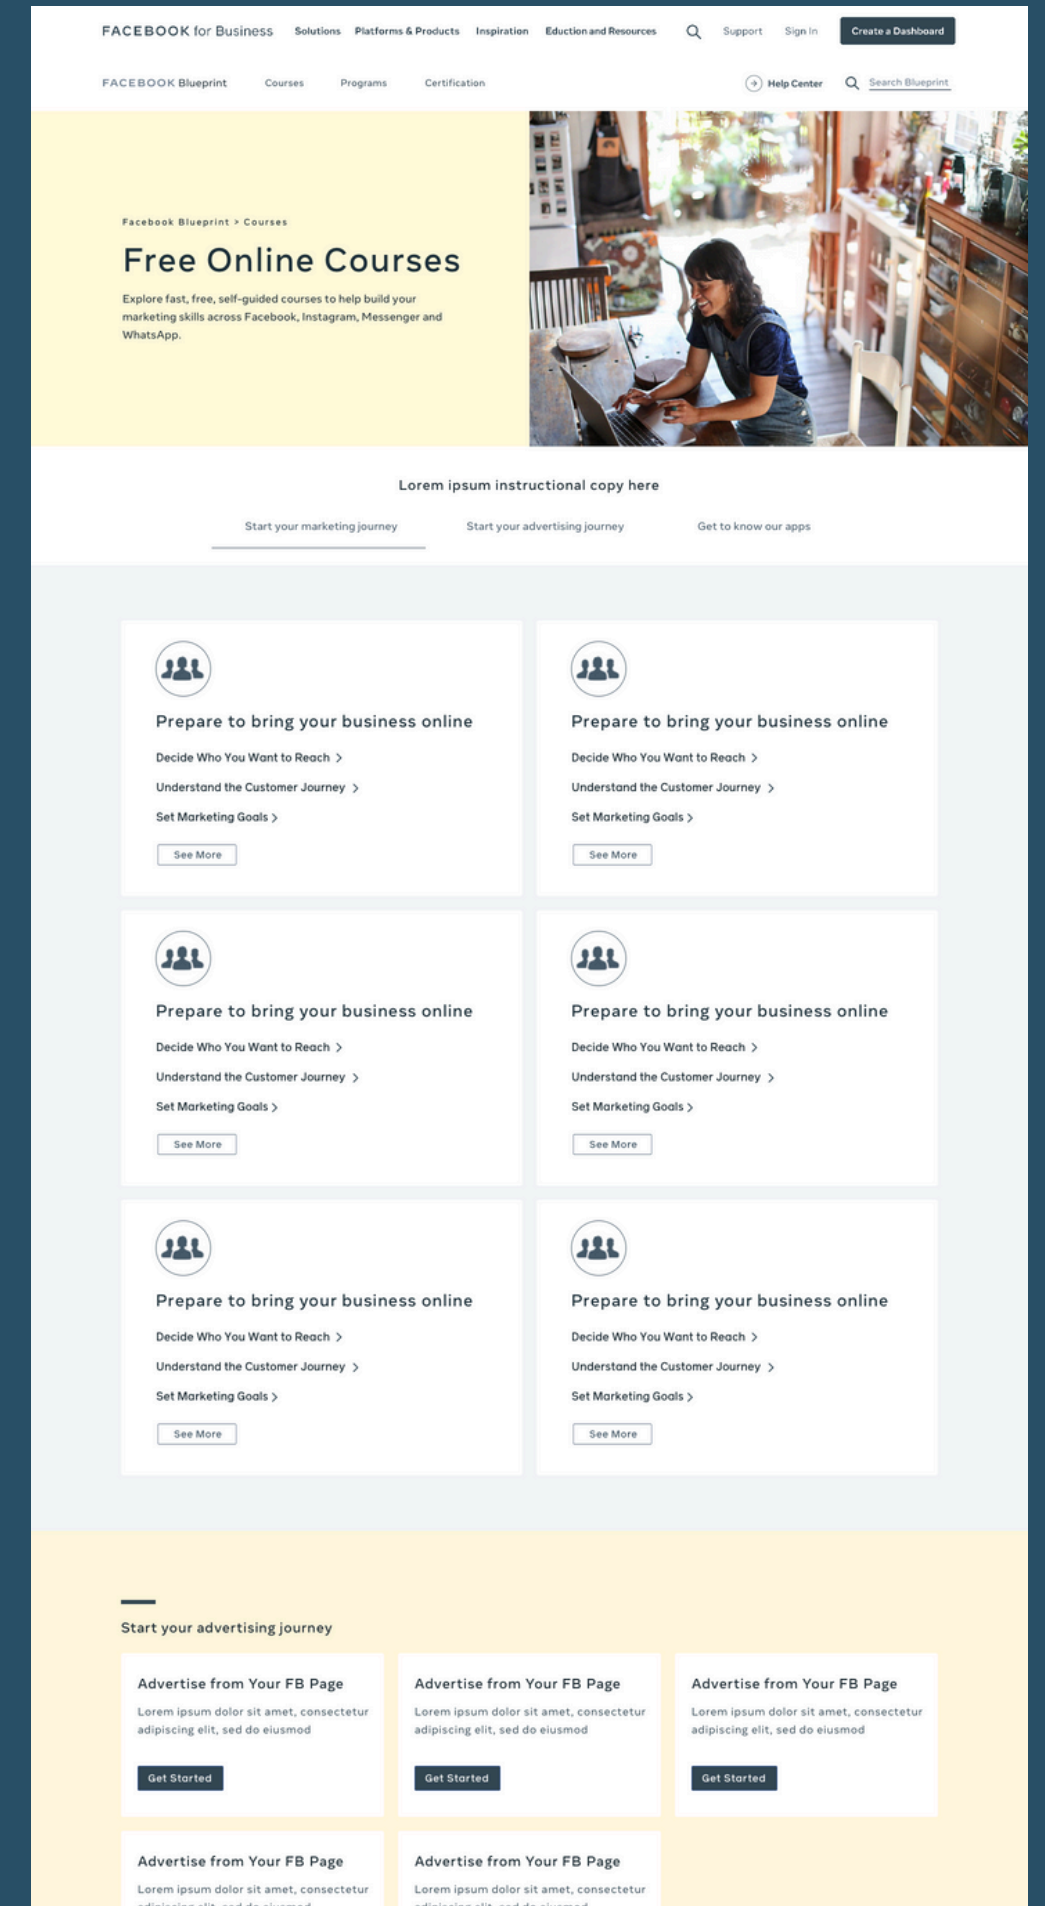 FACEBOOK for Business Solutions Platforms & Products Inspiration Eduction and Resources Support Sign In Create a Dashboard
FACEBOOK Blueprint Courses Programs Certification Help Center Search Blueprint
Facebook Blueprint > Courses
Free Online Courses
Explore fast, free, self-guided courses to help build your
marketing skills across Facebook, Instagram, Messenger and
WhatsApp.
Lorem ipsum instructional copy here
Start your marketing journey Start your advertising journey Get to know our apps
Prepare to bring your business online
Decide Who You Want to Reach >
Understand the Customer Journey >
Set Marketing Goals >
See More
Prepare to bring your business online
Decide Who You Want to Reach >
Understand the Customer Journey >
Set Marketing Goals >
See More
Prepare to bring your business online
Decide Who You Want to Reach >
Understand the Customer Journey >
Set Marketing Goals >
See More
Prepare to bring your business online
Decide Who You Want to Reach >
Understand the Customer Journey >
Set Marketing Goals >
See More
Prepare to bring your business online
Decide Who You Want to Reach >
Understand the Customer Journey >
Set Marketing Goals >
See More
Prepare to bring your business online
Decide Who You Want to Reach >
Understand the Customer Journey >
Set Marketing Goals >
See More
Start your advertising journey
Advertise from Your FB Page
Lorem ipsum dolor sit amet, consectetur
adipiscing elit, sed do eiusmod
Get Started
Advertise from Your FB Page
Lorem ipsum dolor sit amet, consectetur
adipiscing elit, sed do eiusmod
Get Started
Advertise from Your FB Page
Lorem ipsum dolor sit amet, consectetur
adipiscing elit, sed do eiusmod
Get Started
Advertise from Your FB Page
Lorem ipsum dolor sit amet, consectetur
Advertise from Your FB Page
Lorem ipsum dolor sit amet, consectetur